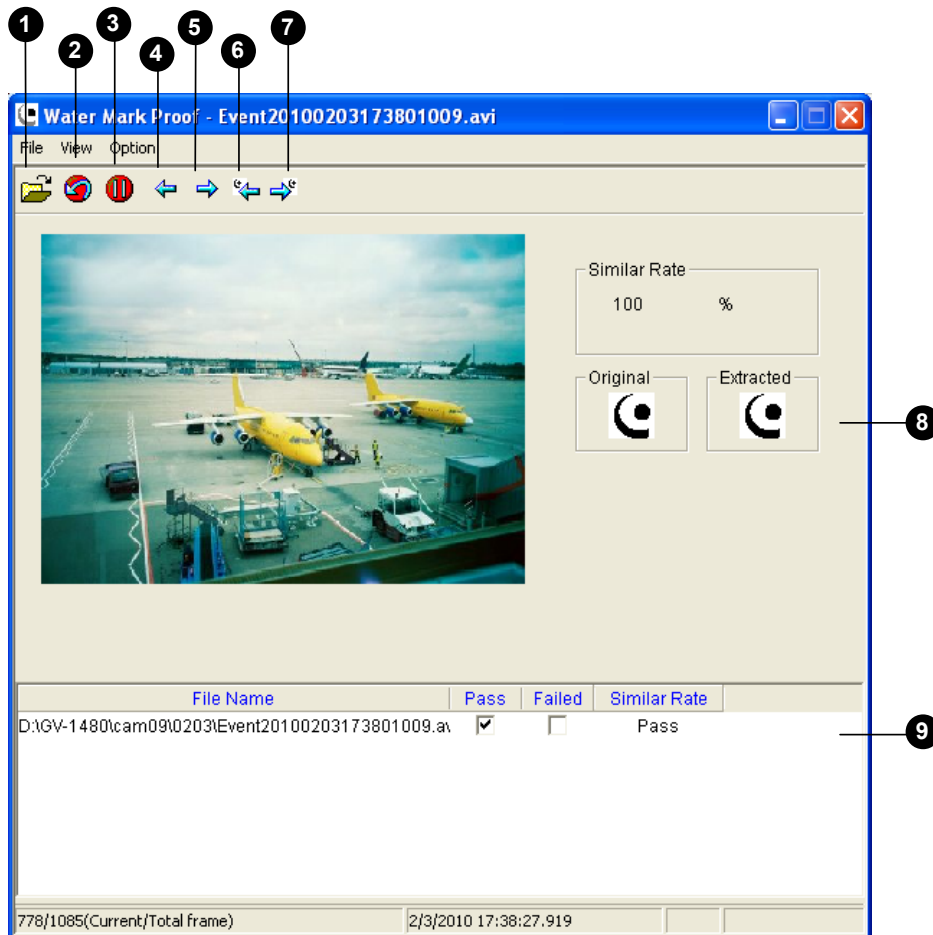 1
2
3
4
5
6
7
Water Mark Proof - Event20100203173801009.avi
File View Option
Similar Rate
100 %
Original Extracted
8
File Name Pass Failed Similar Rate
D:\GV-1480\cam09\0203\Event20100203173801009.av Pass
9
778/1085(Current/Total frame) 2/3/2010 17:38:27.919